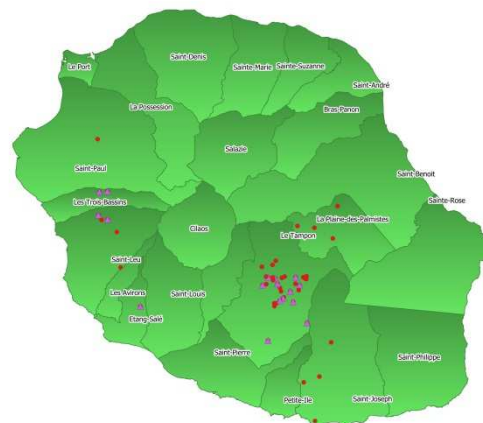 Saint-Denis
Le Port
Sainte-Marie
Sainte-Suzanne
Saint-André
La Possession
Bras-Panon
Salazie
Saint-Paul
Saint-Benoit
Les Trois-Bassins
Sainte-Rose
La Plaine-des-Palmistes
Cilaos
Le Tampon
Saint-Leu
Les Avirons
Saint-Louis
Etang-Salé
Saint-Pierre
Saint-Philippe
Petite-Ile
Saint-Joseph